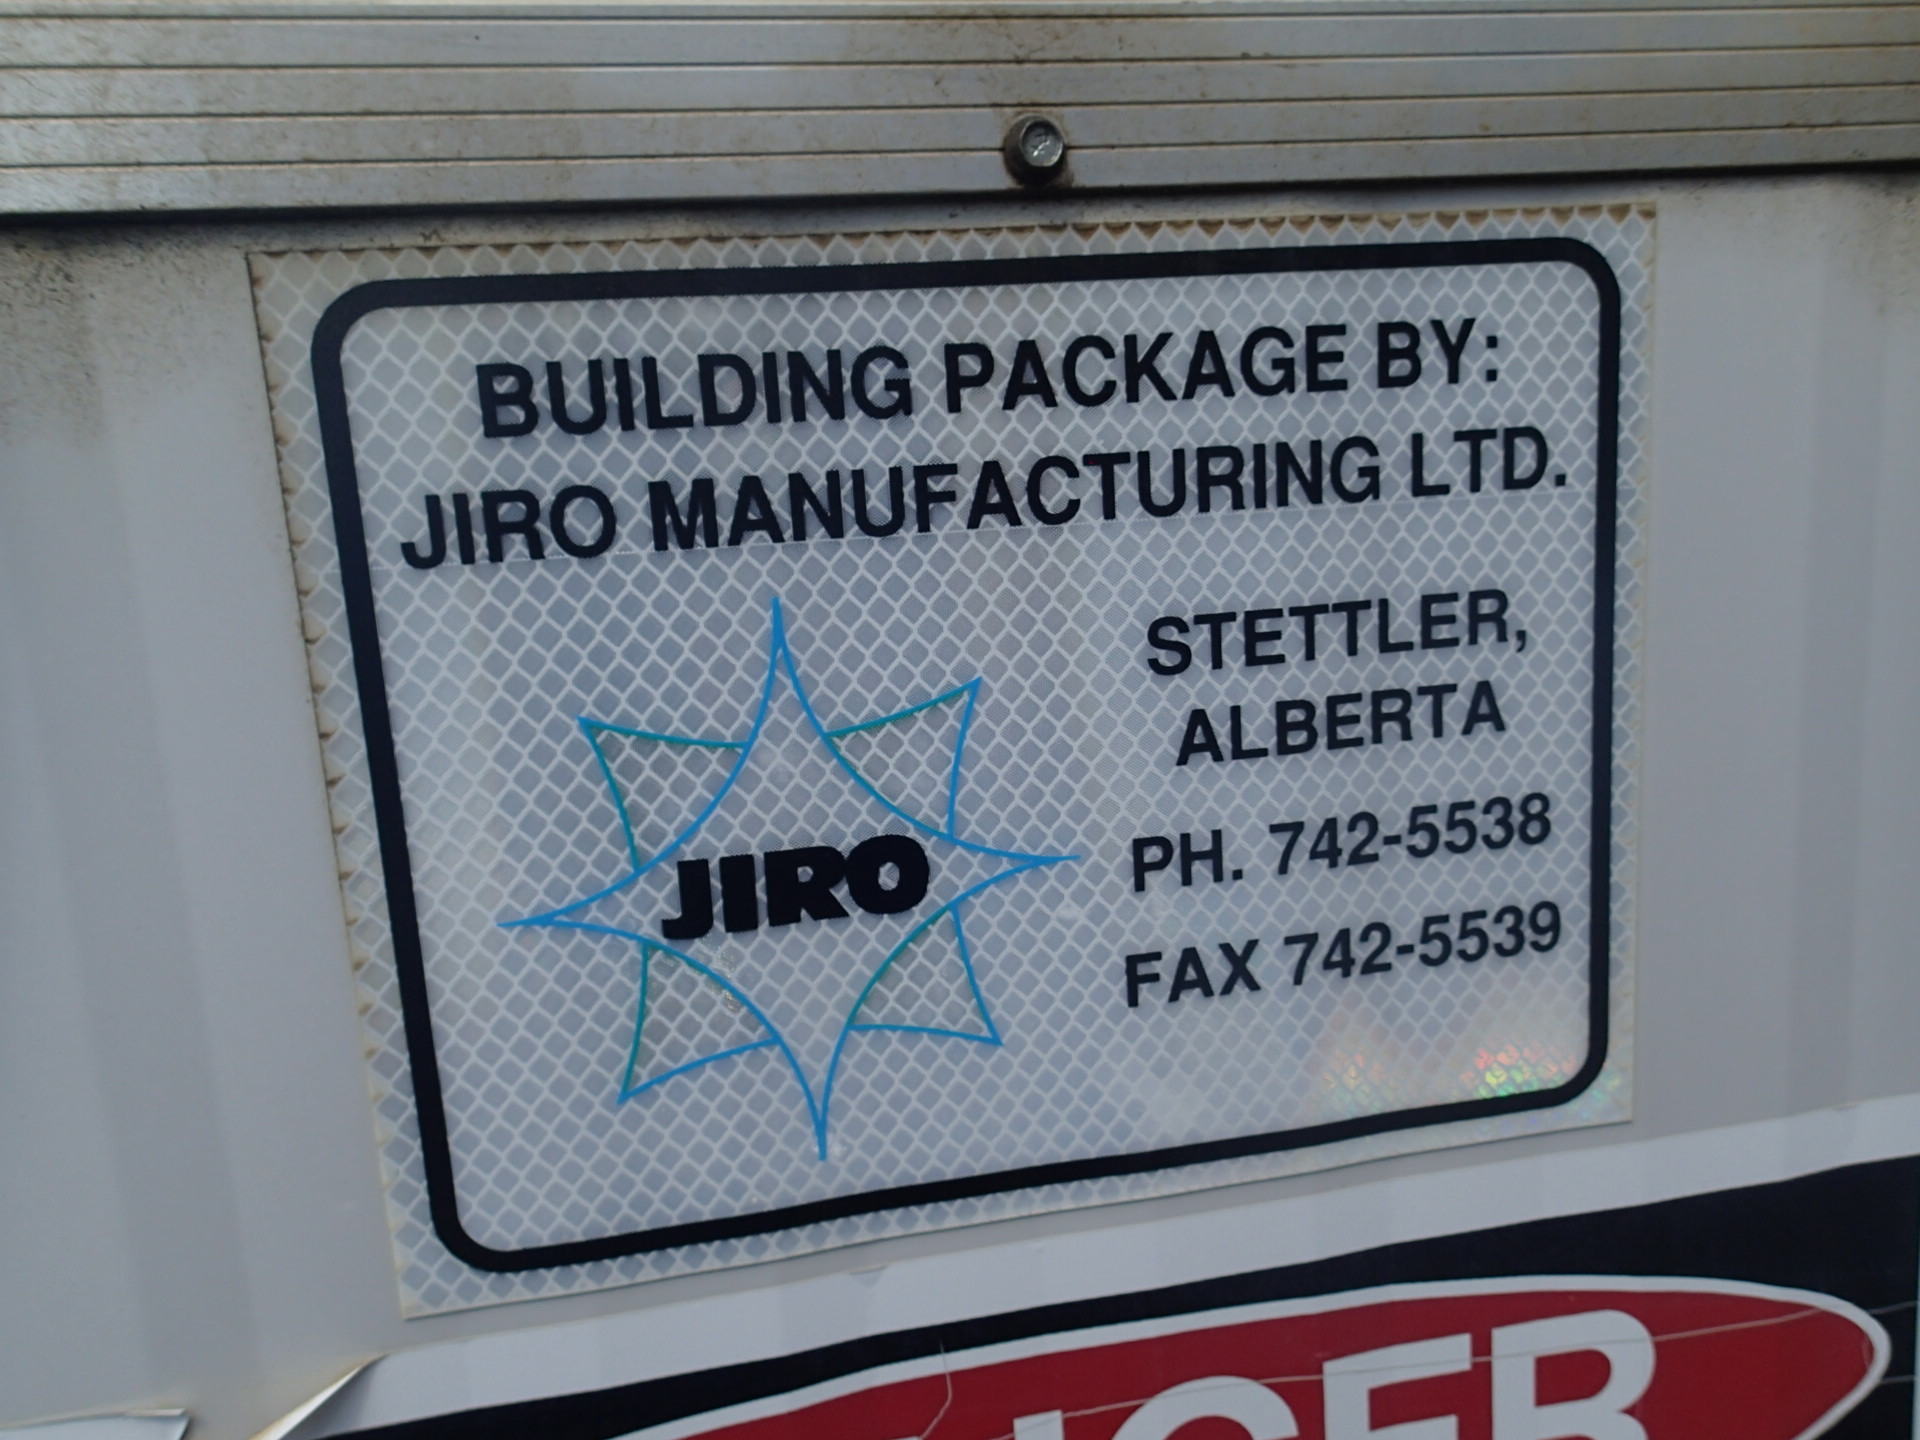 BUILDING PACKAGE BY:
JIRO MANUFACTURING LTD.
STETTLER,
ALBERTA
JIRO
PH. 742-5538
FAX 742-5539